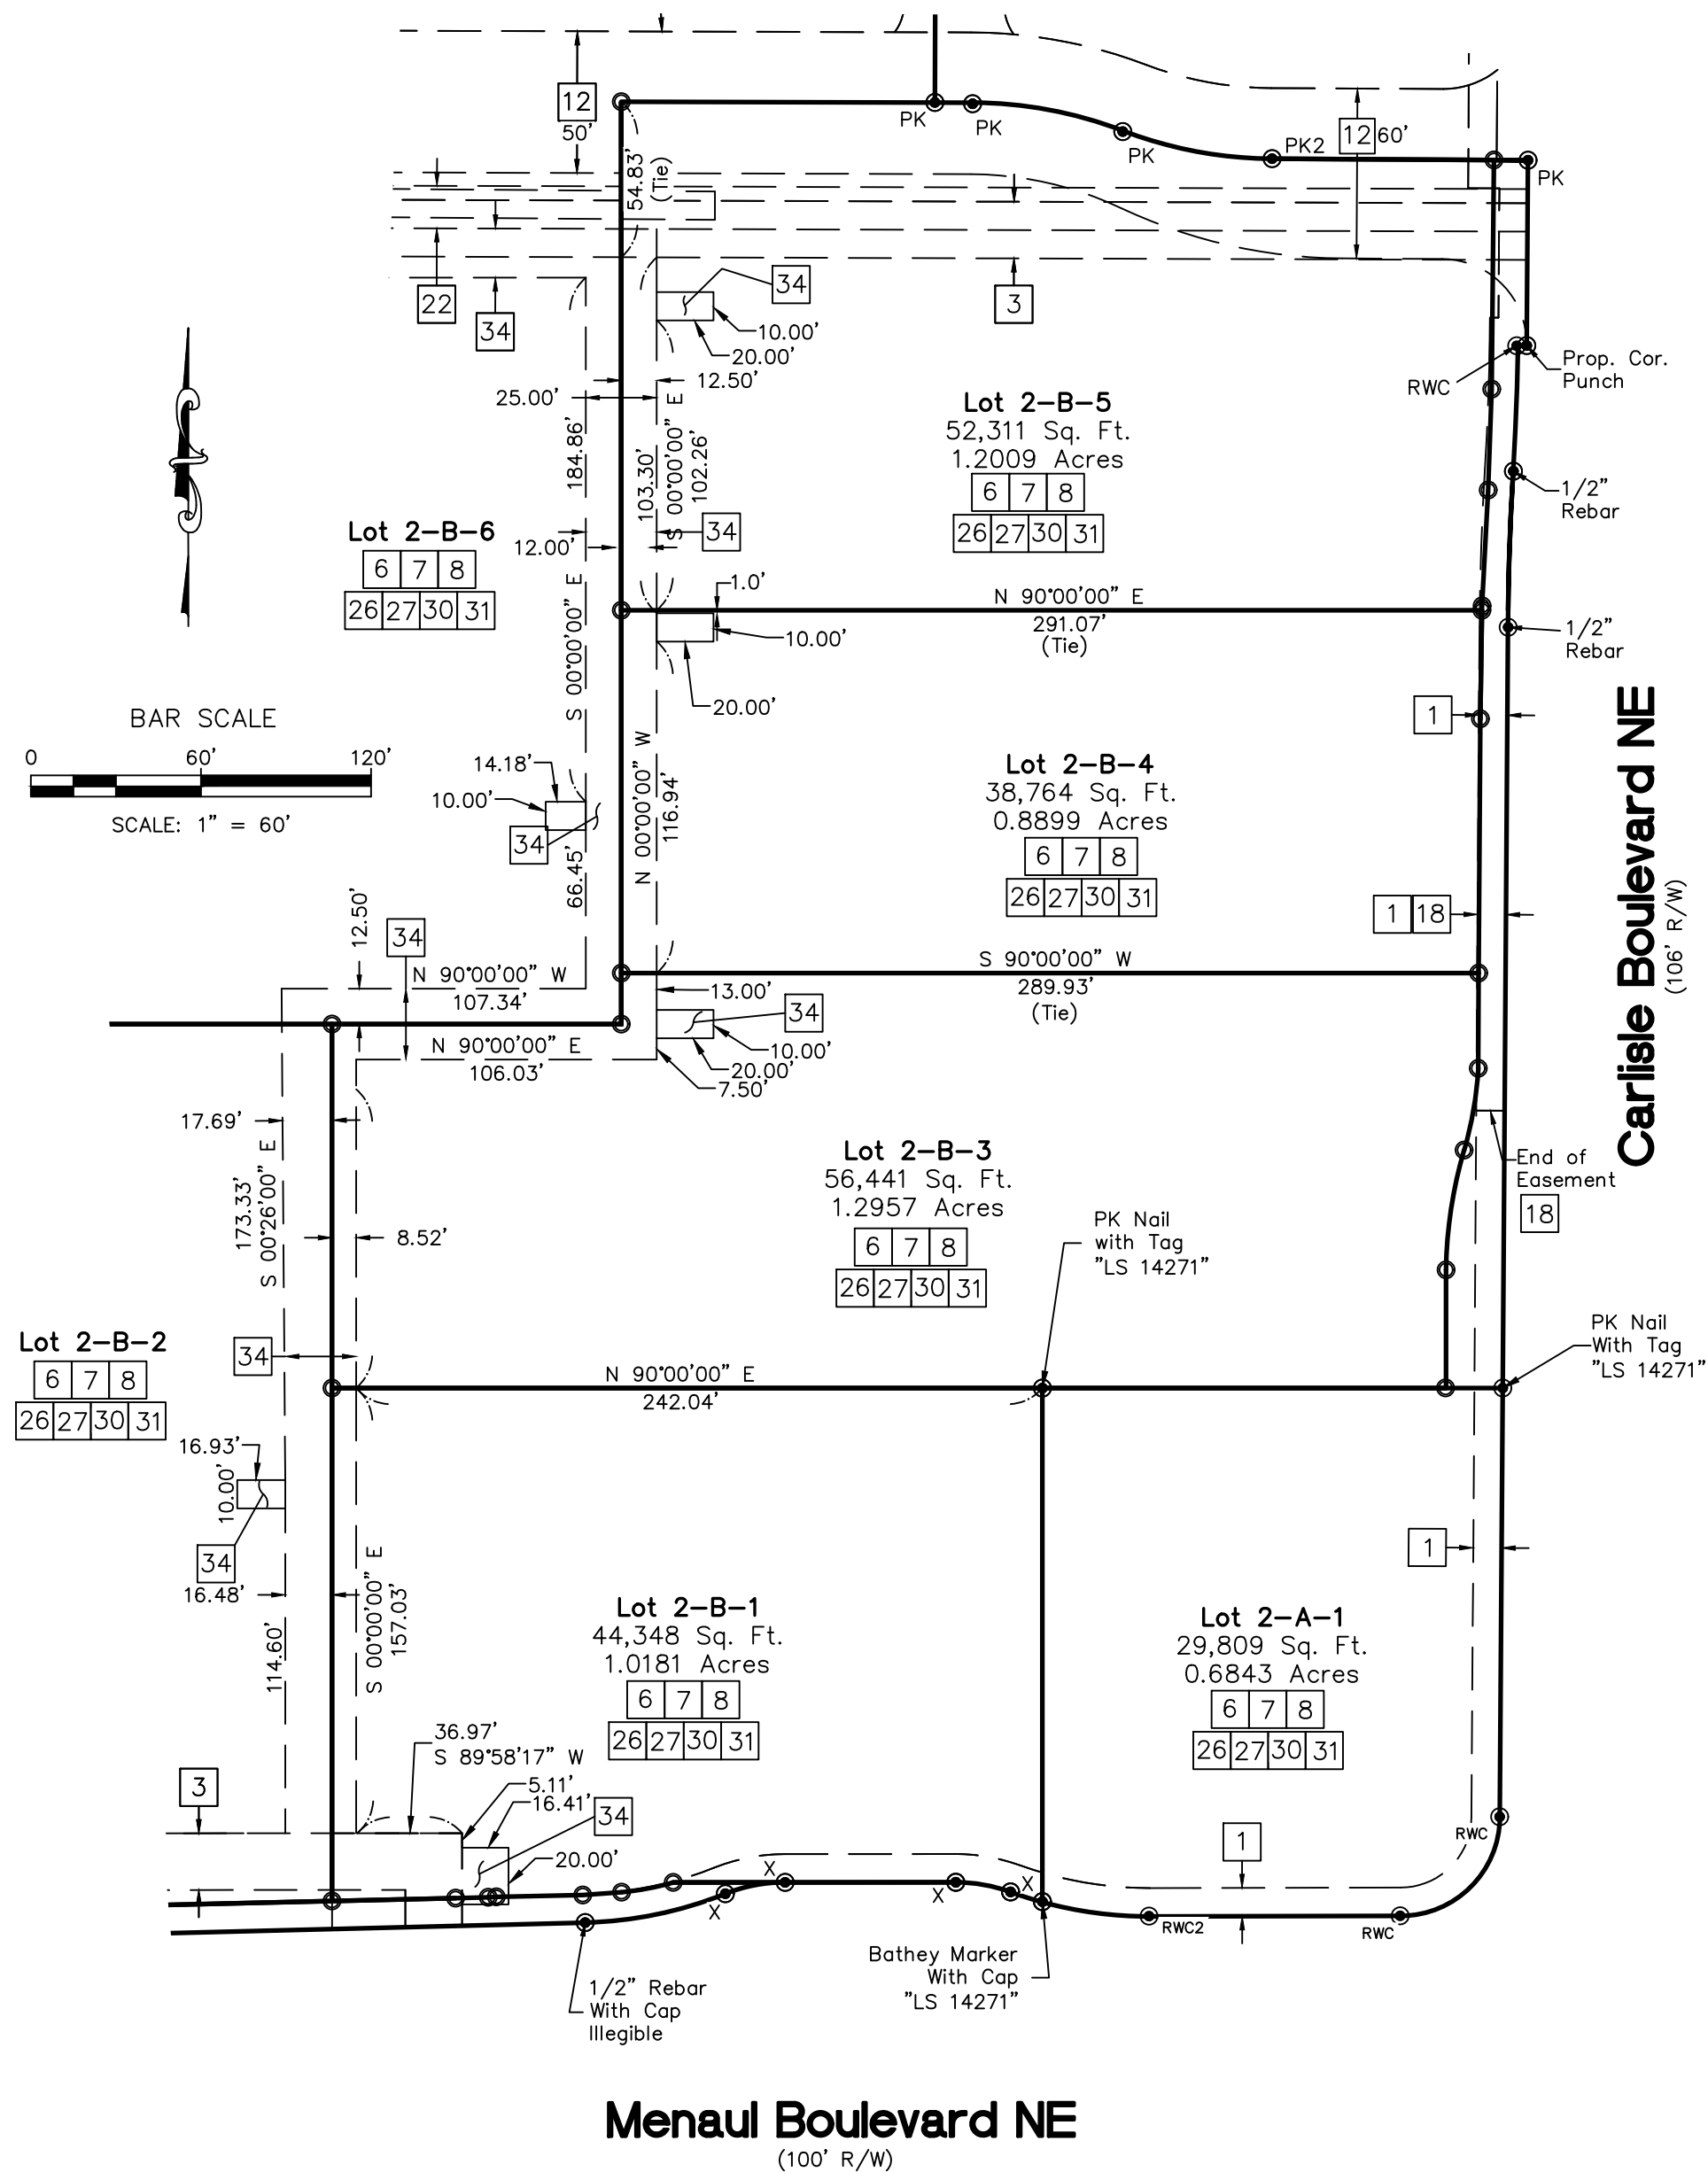 12
50'
54.83'
(Tie)
PK
PK
PK
PK2
12
60'
PK
22
34
34
10.00'
20.00'
3
25.00'
12.50'
Prop. Cor.
Punch
RWC
184.86'
103.30'
S 00°00'00" E
102.26'
Lot 2-B-5
52,311 Sq. Ft.
1.2009 Acres
6 7 8
26 27 30 31
1/2"
Rebar
Lot 2-B-6
6 7 8
26 27 30 31
12.00'
34
S 00°00'00" E
1.0'
10.00'
20.00'
N 90°00'00" E
291.07'
(Tie)
1/2"
Rebar
1
BAR SCALE
0 60' 120'
SCALE: 1" = 60'
14.18'
10.00'
34
66.45'
N 00°00'00" W
116.94'
Lot 2-B-4
38,764 Sq. Ft.
0.8899 Acres
6 7 8
26 27 30 31
1 18
Carlisle Boulevard NE
(106' R/W)
12.50'
34
N 90°00'00" W
107.34'
S 90°00'00" W
289.93'
(Tie)
13.00'
34
10.00'
20.00'
7.50'
N 90°00'00" E
106.03'
17.69'
173.33'
S 00°26'00" E
8.52'
Lot 2-B-3
56,441 Sq. Ft.
1.2957 Acres
6 7 8
26 27 30 31
End of
Easement
18
PK Nail
with Tag
"LS 14271"
PK Nail
With Tag
"LS 14271"
Lot 2-B-2
6 7 8
26 27 30 31
34
N 90°00'00" E
242.04'
16.93'
10.00'
34
16.48'
114.60'
S 00°00'00" E
157.03'
1
Lot 2-B-1
44,348 Sq. Ft.
1.0181 Acres
6 7 8
26 27 30 31
Lot 2-A-1
29,809 Sq. Ft.
0.6843 Acres
6 7 8
26 27 30 31
36.97'
S 89°58'17" W
3
5.11'
16.41'
34
20.00'
1
RWC
X
X
X
RWC2
RWC
Bathey Marker
With Cap
"LS 14271"
1/2" Rebar
With Cap
Illegible
Menaul Boulevard NE
(100' R/W)